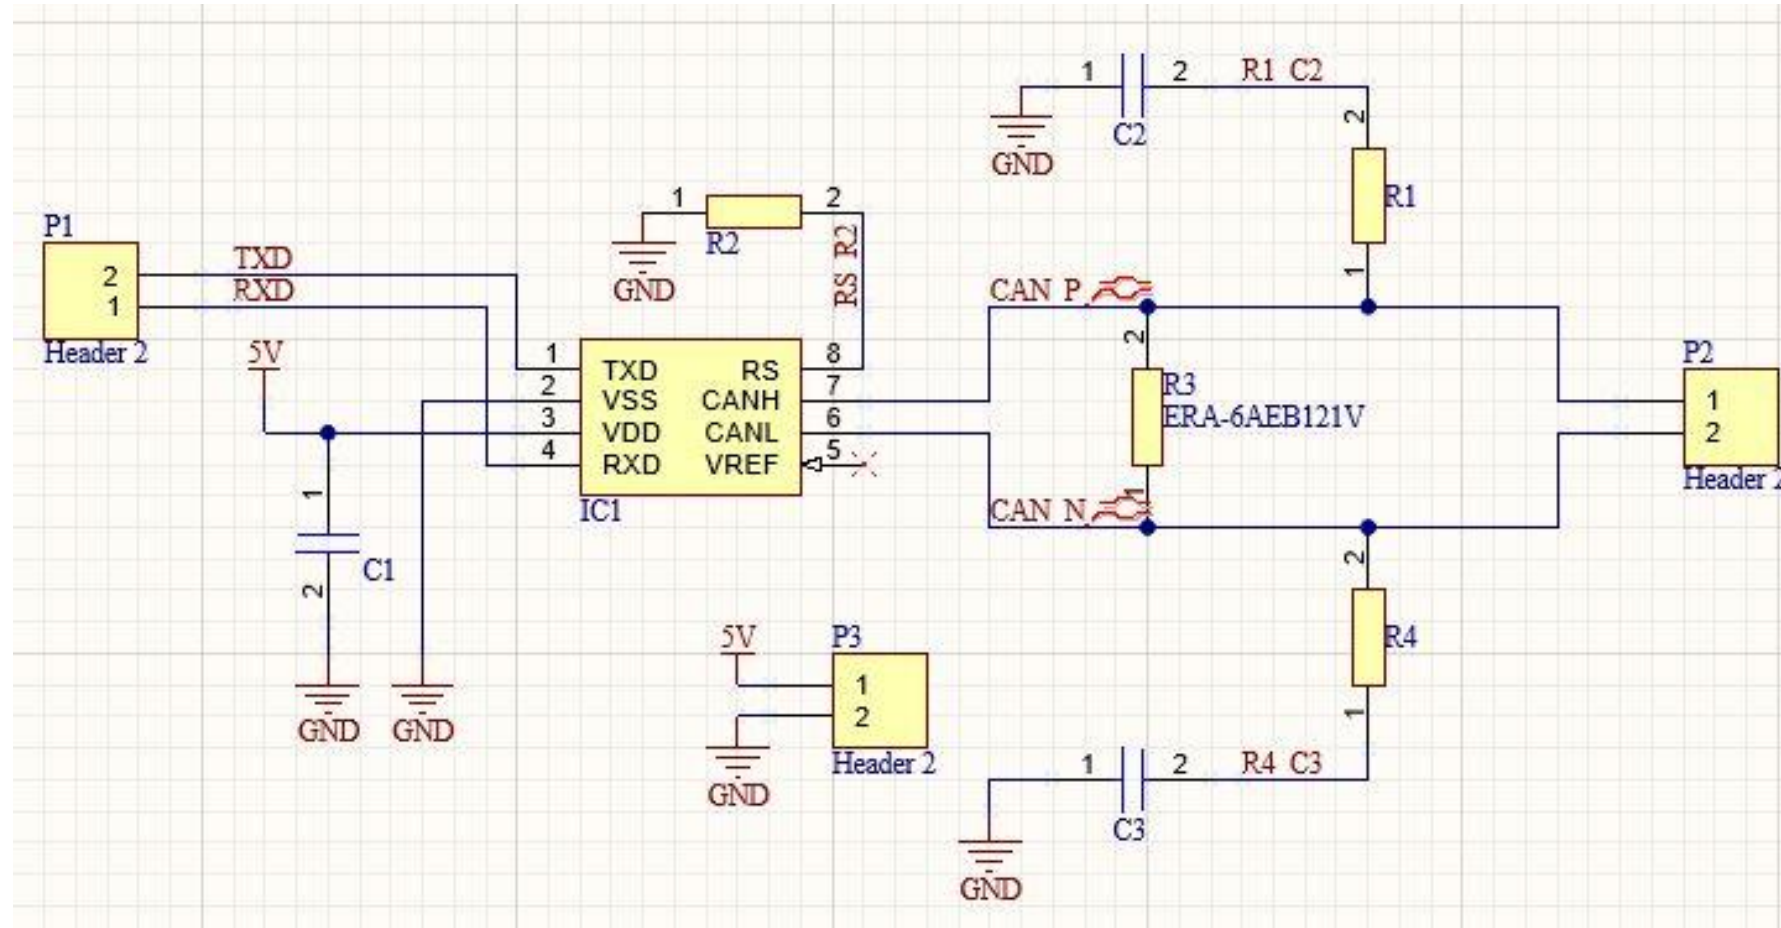 1
2
R1 C2
C2
GND
2
R1
1
P1
2
1
Header 2
TXD
RXD
1
2
R2
GND
RS R2
5V
1
TXD
2
VSS
3
VDD
4
RXD
RS
8
CANH
7
CANL
6
VREF
5
IC1
CAN P
2
R3
ERA-6AEB121V
1
CAN N
P2
1
2
Header 2
1
C1
2
GND
GND
5V
P3
1
2
Header 2
GND
2
R4
1
1
2
R4 C3
C3
GND